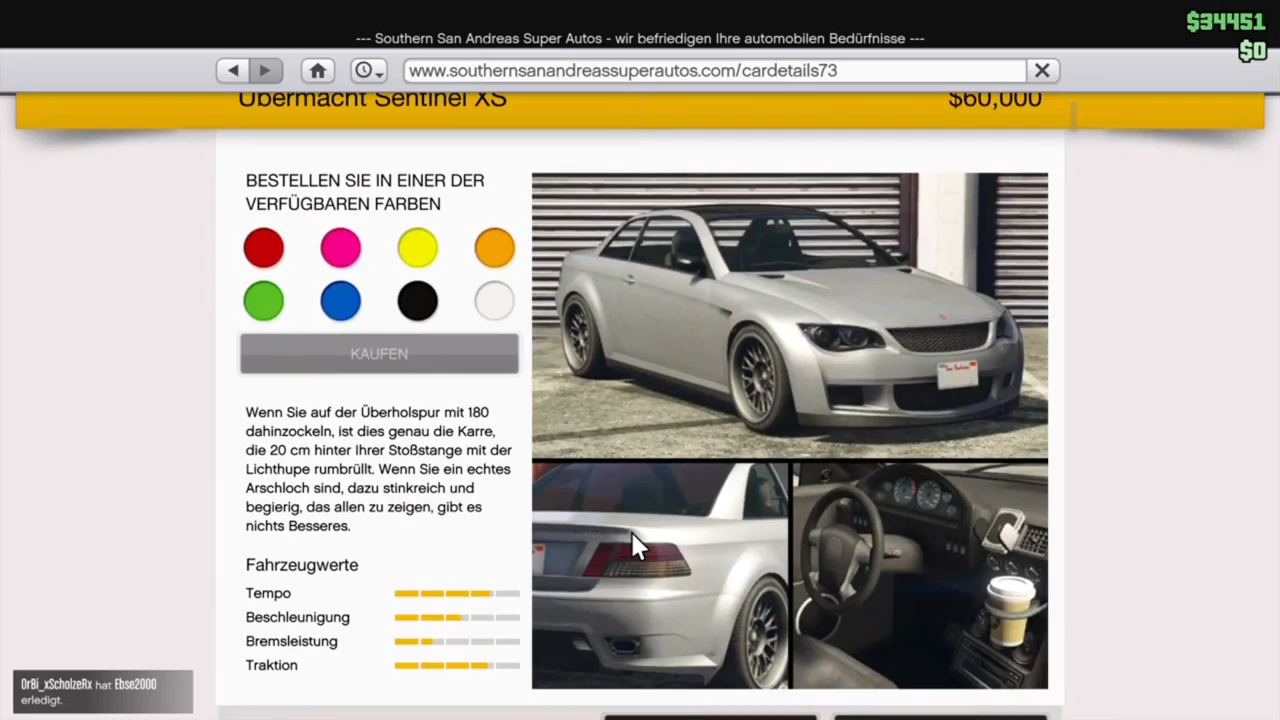 $34451
--- Southern San Andreas Super Autos - wir befriedigen Ihre automobilen Bedürfnisse ---
$0
www.southernsanandreassuperautos.com/cardetails73
Übermacht Sentinel XS
$60,000
BESTELLEN SIE IN EINER DER
VERFÜGBAREN FARBEN
KAUFEN
Wenn Sie auf der Überholspur mit 180
dahinzockeln, ist dies genau die Karre,
die 20 cm hinter Ihrer Stoßstange mit der
Lichthupe rumbrüllt. Wenn Sie ein echtes
Arschloch sind, dazu stinkreich und
begierig, das allen zu zeigen, gibt es
nichts Besseres.
Fahrzeugwerte
Tempo
Beschleunigung
Bremsleistung
Traktion
OrBi_xScholzeRx hat Ebse2000
erledigt.